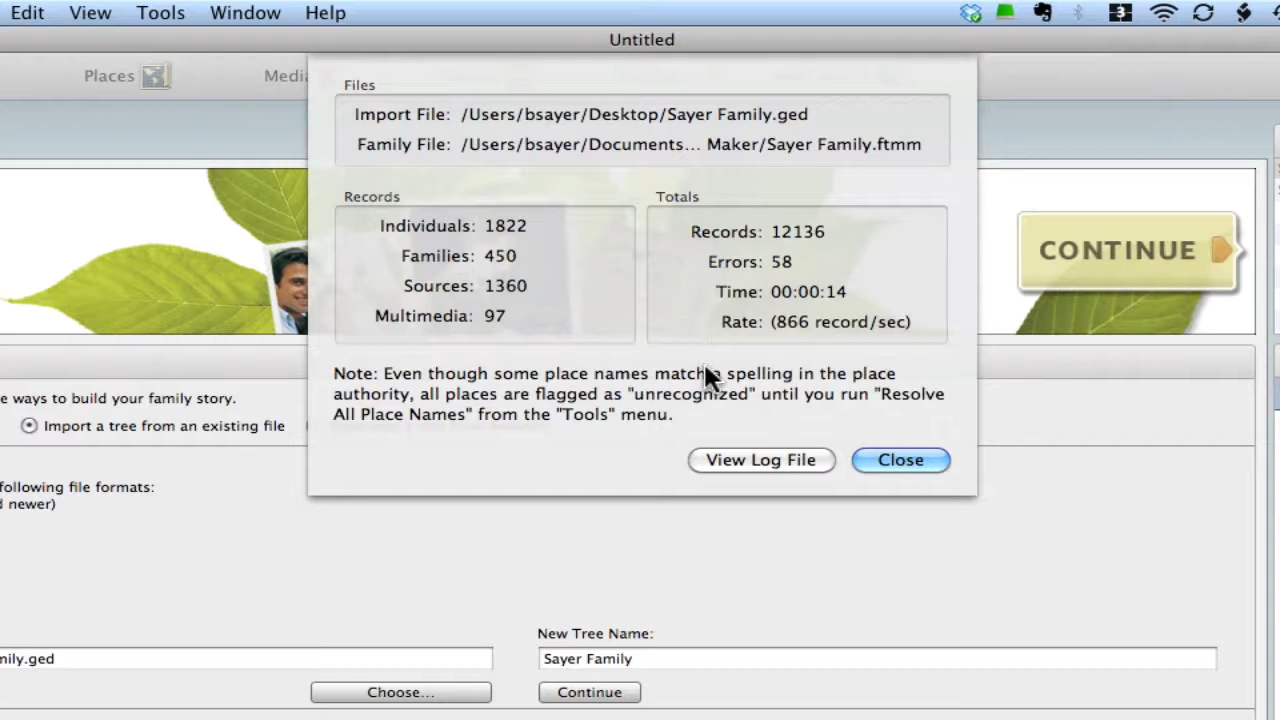 Edit View Tools Window Help 3
Untitled
Places
Media
Files
Import File: /Users/bsayer/Desktop/Sayer Family.ged
Family File: /Users/bsayer/Documents... Maker/Sayer Family.ftmm
Records
Individuals: 1822
Families: 450
Sources: 1360
Multimedia: 97
Totals
Records: 12136
Errors: 58
Time: 00:00:14
Rate: (866 record/sec)
CONTINUE
Note: Even though some place names match a spelling in the place
authority, all places are flagged as "unrecognized" until you run "Resolve
All Place Names" from the "Tools" menu.
View Log File Close
e ways to build your family story.
Import a tree from an existing file
following file formats:
d newer)
New Tree Name:
mily.ged
Sayer Family
Choose...
Continue